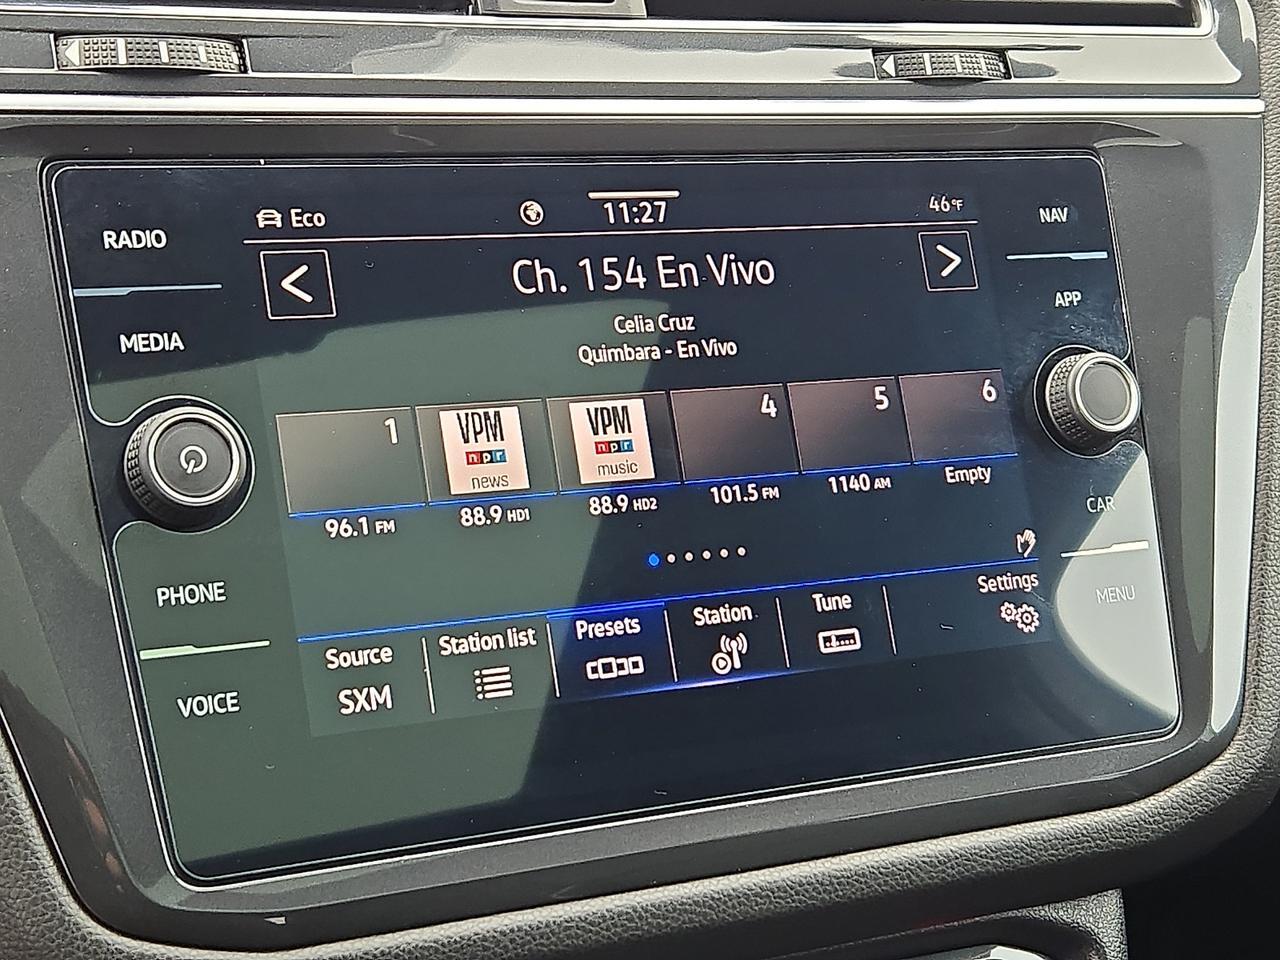 RADIO
MEDIA
PHONE
VOICE
Eco
11:27
46°F
Ch. 154 En Vivo
Celia Cruz
Quimbara - En Vivo
1
VPM
npr
news
VPM
npr
music
4
5
6
96.1 FM
88.9 HD1
88.9 HD2
101.5 FM
1140 AM
Empty
Source
SXM
Station list
Presets
Station
Tune
Settings
NAV
APP
CAR
MENU